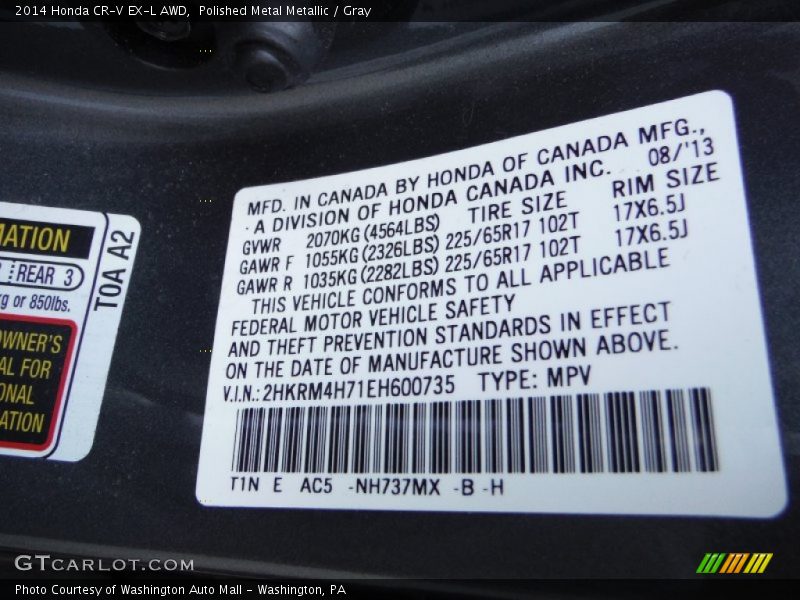 2014 Honda CR-V EX-L AWD, Polished Metal Metallic / Gray
MFD. IN CANADA BY HONDA OF CANADA MFG.,
A DIVISION OF HONDA CANADA INC. 08/'13
GVWR 2070KG (4564LBS) TIRE SIZE RIM SIZE
GAWR F 1055KG (2326LBS) 225/65R17 102T 17X6.5J
GAWR R 1035KG (2282LBS) 225/65R17 102T 17X6.5J
THIS VEHICLE CONFORMS TO ALL APPLICABLE
FEDERAL MOTOR VEHICLE SAFETY
AND THEFT PREVENTION STANDARDS IN EFFECT
ON THE DATE OF MANUFACTURE SHOWN ABOVE.
V.I.N.: 2HKRM4H71EH600735 TYPE: MPV
T1N E AC5 -NH737MX -B -H
MATION
REAR 3
kg or 850lbs.
OWNER'S
AL FOR
ONAL
ATION
T0A A2
GTCARLOT.COM
Photo Courtesy of Washington Auto Mall - Washington, PA